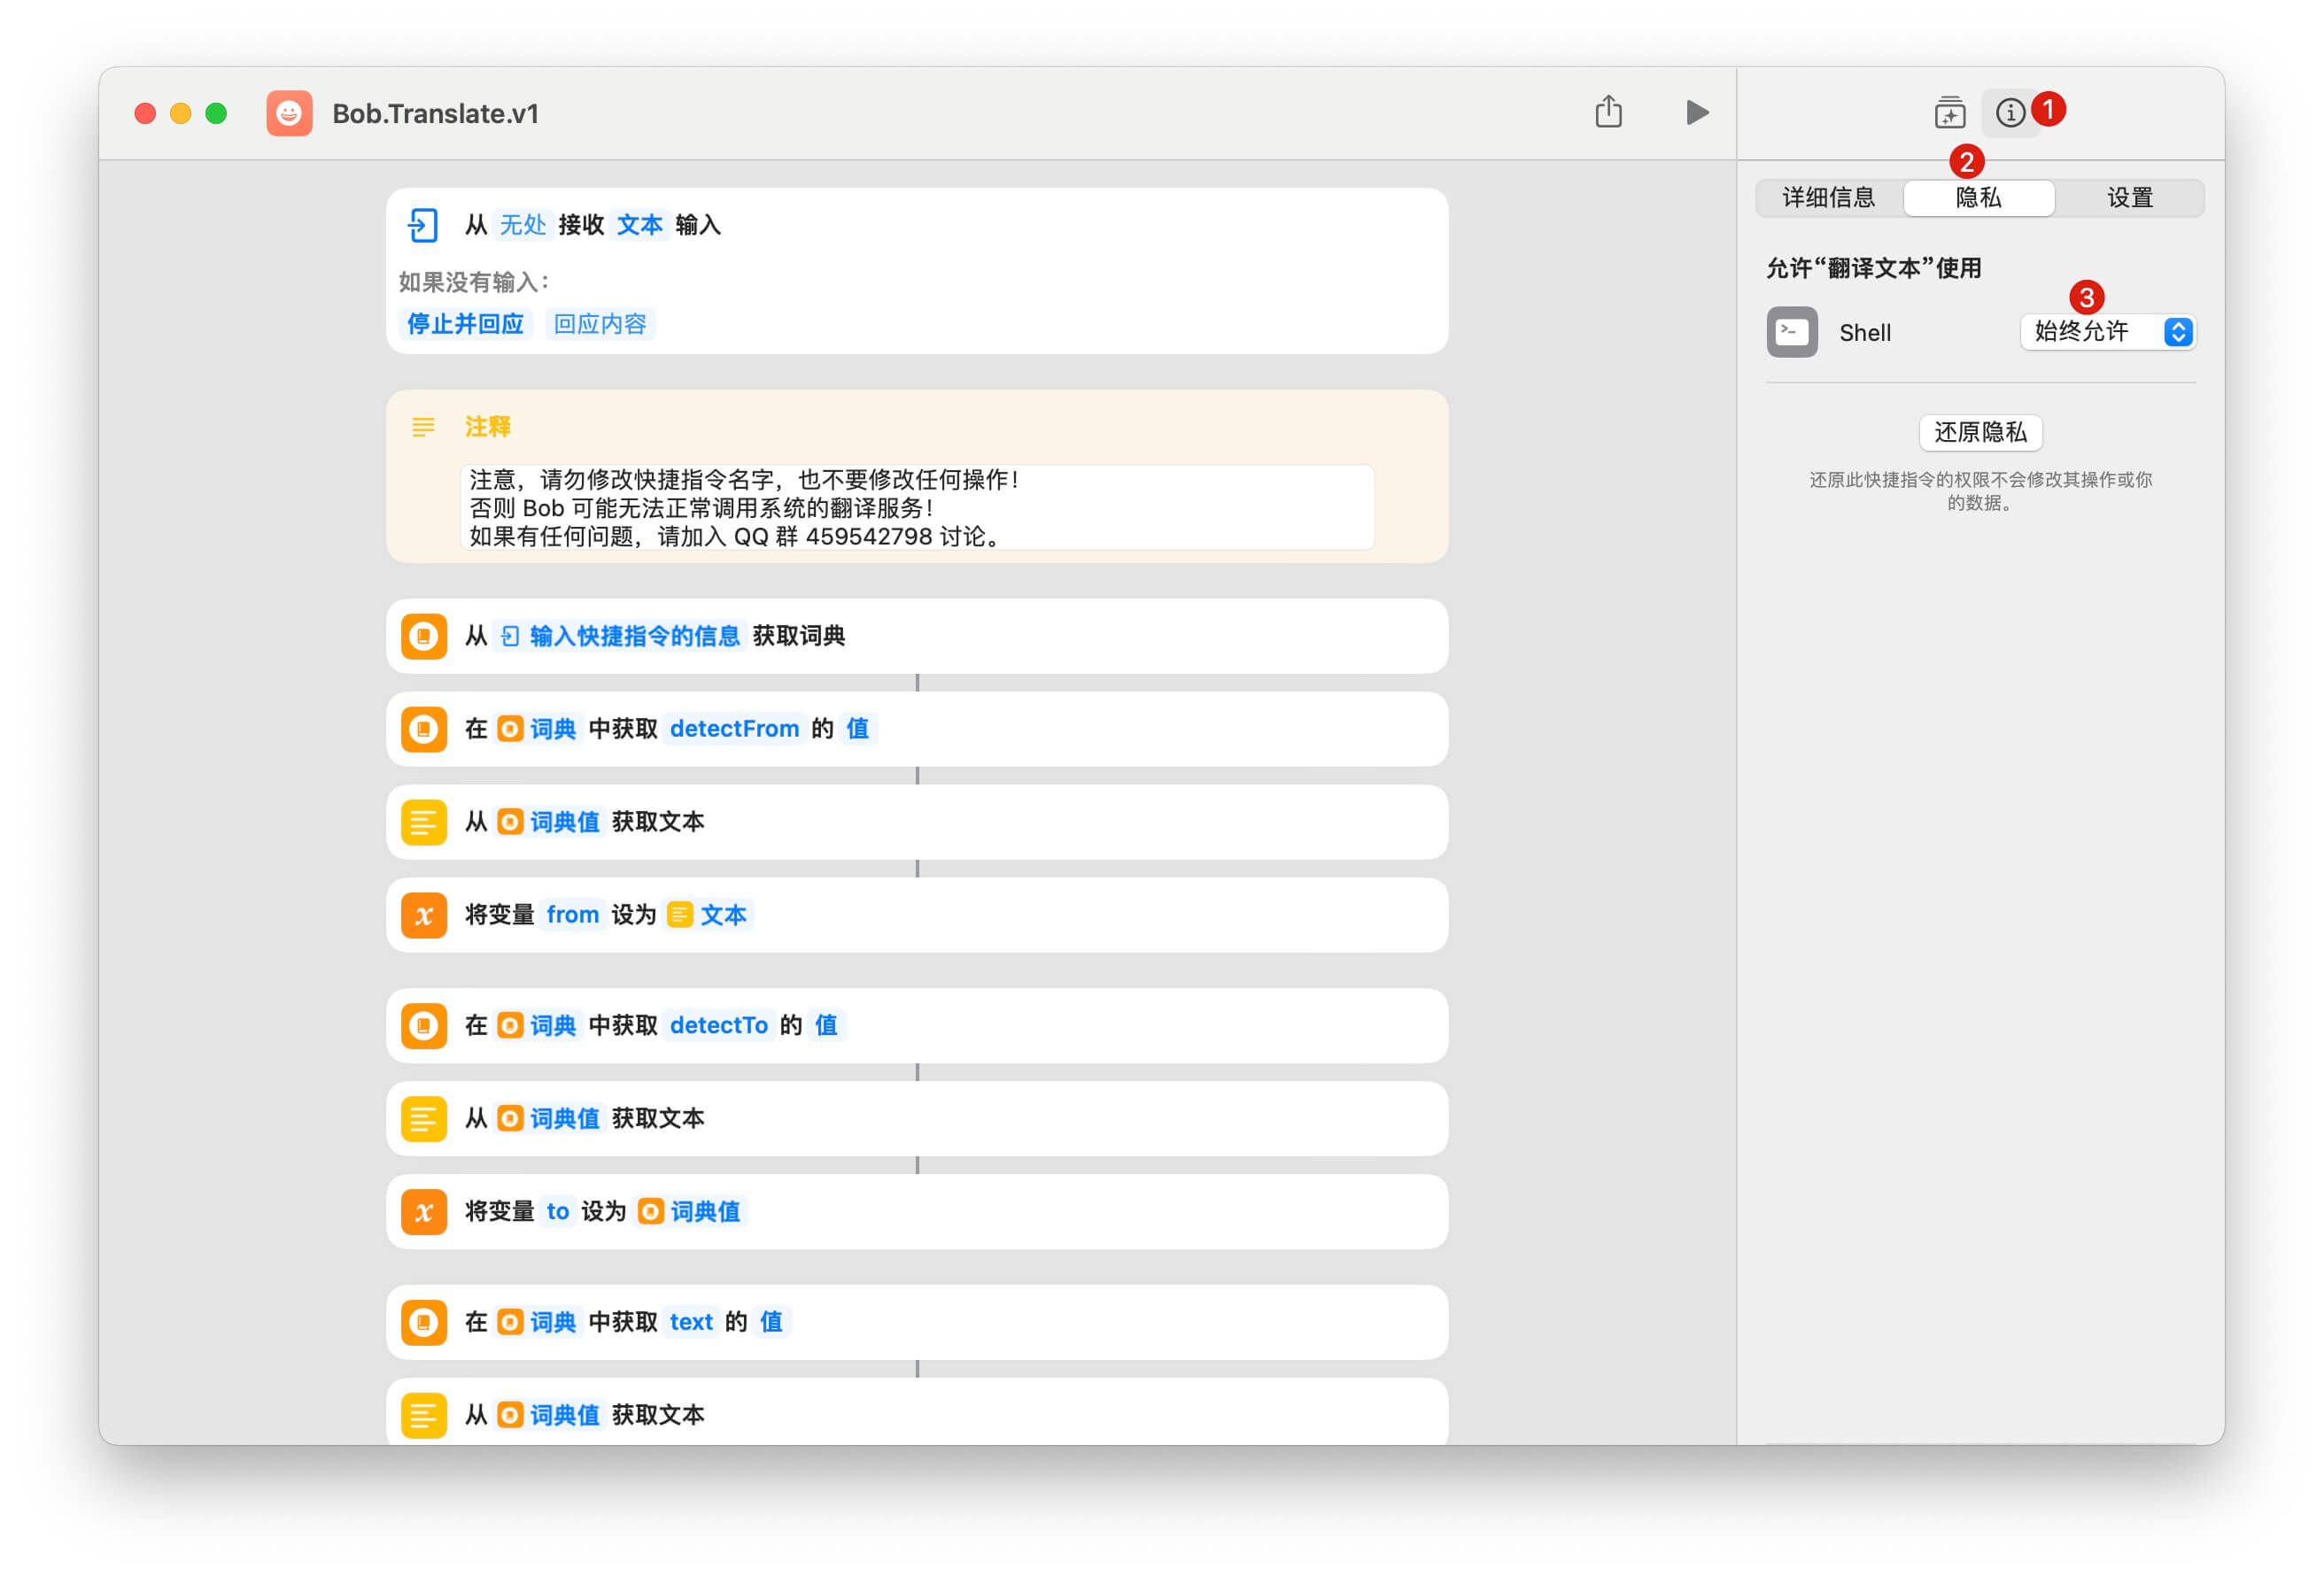 Bob.Translate.v1
1
2
详细信息 隐私 设置
从 无处 接收 文本 输入
如果没有输入：
停止并回应 回应内容
允许“翻译文本”使用
3
Shell 始终允许
还原隐私
还原此快捷指令的权限不会修改其操作或你
的数据。
注释
注意，请勿修改快捷指令名字，也不要修改任何操作！
否则 Bob 可能无法正常调用系统的翻译服务！
如果有任何问题，请加入 QQ 群 459542798 讨论。
从 输入快捷指令的信息 获取词典
在 词典 中获取 detectFrom 的 值
从 词典值 获取文本
将变量 from 设为 文本
在 词典 中获取 detectTo 的 值
从 词典值 获取文本
将变量 to 设为 词典值
在 词典 中获取 text 的 值
从 词典值 获取文本